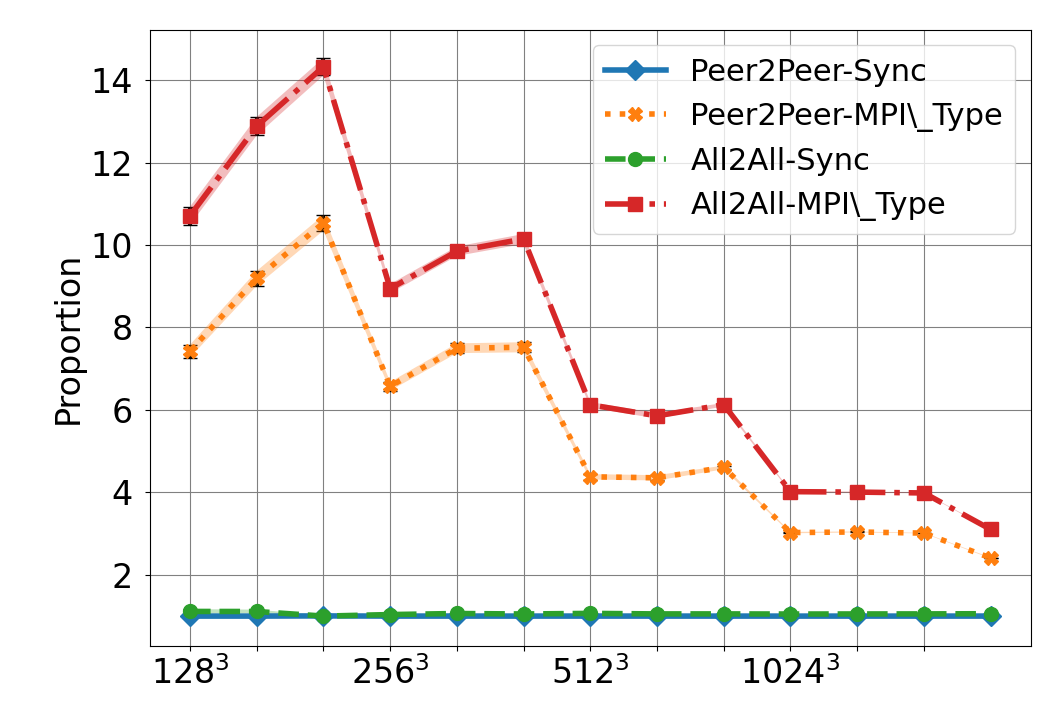 Peer2Peer-Sync
Peer2Peer-MPI\_Type
All2All-Sync
All2All-MPI\_Type
Proportion
14
12
10
8
6
4
2
128³ 256³ 512³ 1024³